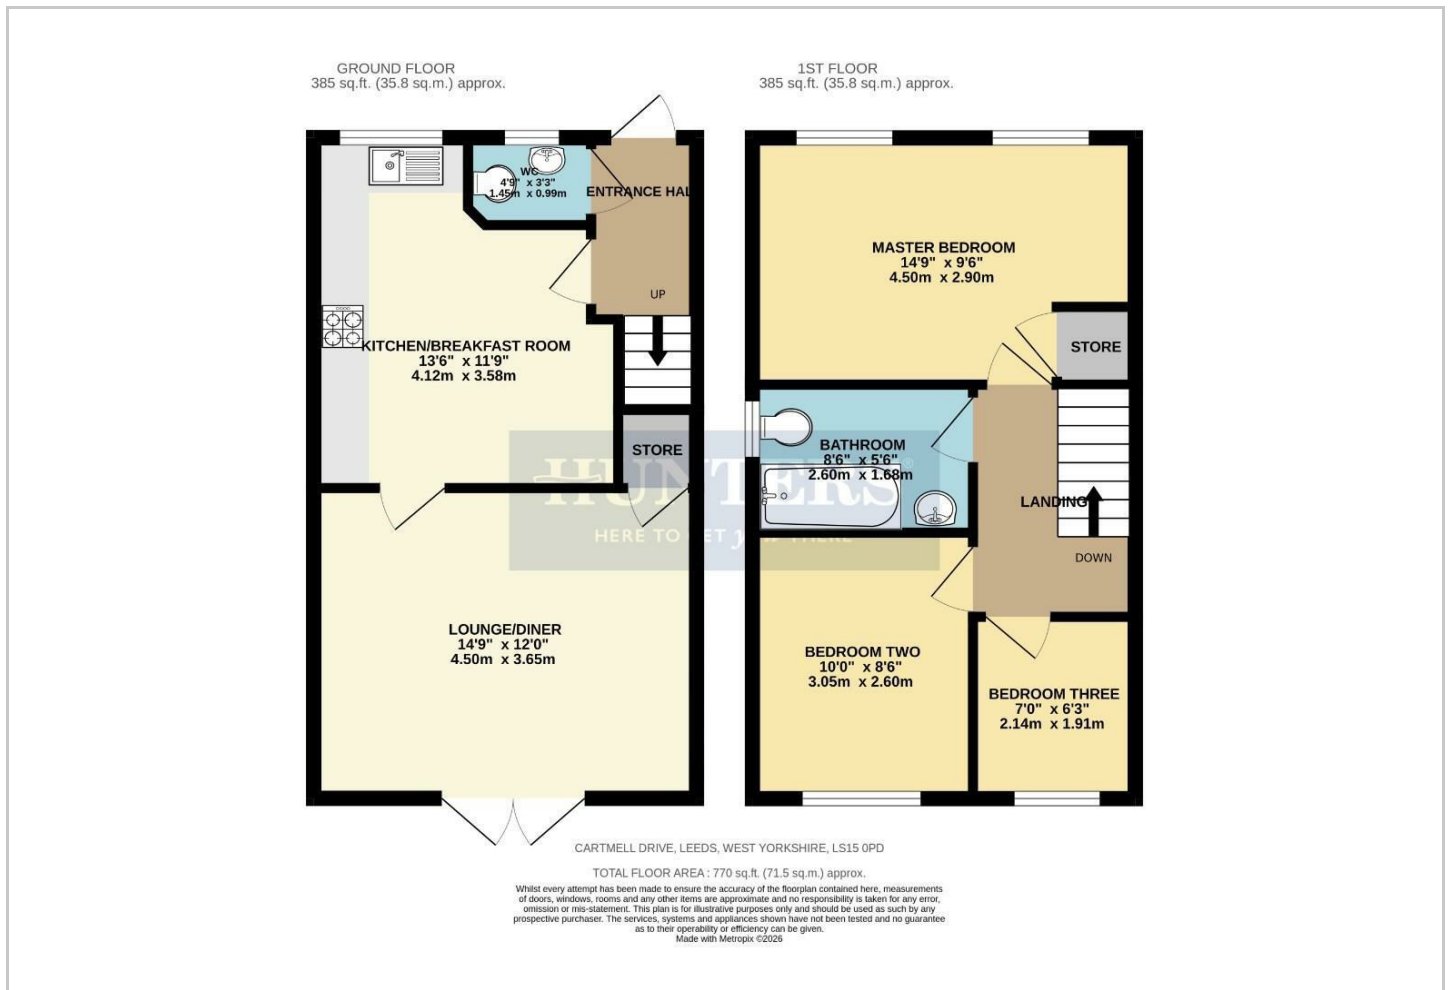 GROUND FLOOR
385 sq.ft. (35.8 sq.m.) approx.
WC
4'9" x 3'3"
1.45m x 0.99m
ENTRANCE HALL
UP
KITCHEN/BREAKFAST ROOM
13'6" x 11'9"
4.12m x 3.58m
STORE
LOUNGE/DINER
14'9" x 12'0"
4.50m x 3.65m
1ST FLOOR
385 sq.ft. (35.8 sq.m.) approx.
MASTER BEDROOM
14'9" x 9'6"
4.50m x 2.90m
STORE
BATHROOM
8'6" x 5'6"
2.60m x 1.68m
LANDING
DOWN
BEDROOM TWO
10'0" x 8'6"
3.05m x 2.60m
BEDROOM THREE
7'0" x 6'3"
2.14m x 1.91m
HUNTERS®
HERE TO GET you THERE
CARTMELL DRIVE, LEEDS, WEST YORKSHIRE, LS15 0PD
TOTAL FLOOR AREA : 770 sq.ft. (71.5 sq.m.) approx.
Whilst every attempt has been made to ensure the accuracy of the floorplan contained here, measurements
of doors, windows, rooms and any other items are approximate and no responsibility is taken for any error,
omission or mis-statement. This plan is for illustrative purposes only and should be used as such by any
prospective purchaser. The services, systems and appliances shown have not been tested and no guarantee
as to their operability or efficiency can be given.
Made with Metropix ©2026